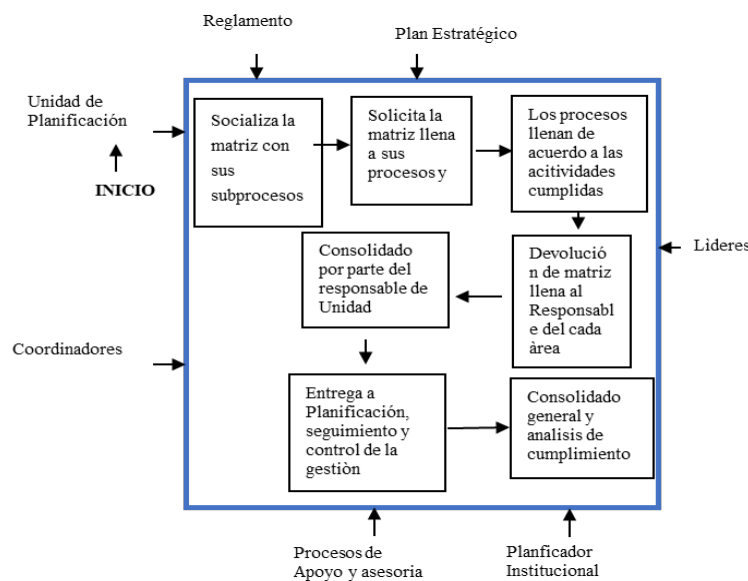 Reglamento
Plan Estratégico
Unidad de
Planificación
INICIO
Socializa la
matriz con
sus
subprocesos
Solicita la
matriz llena
a sus
procesos y
Los procesos
llenan de
acuerdo a las
acitividades
cumplidas
Lideres
Consolidado
por parte del
responsable de
Unidad
Devolució
n de matriz
llena al
Responsabl
e del cada
àrea
Coordinadores
Entrega a
Planificación,
seguimiento y
control de la
gestiòn
Consolidado
general y
analisis de
cumplimiento
Procesos de
Apoyo y asesoria
Planficador
Institucional